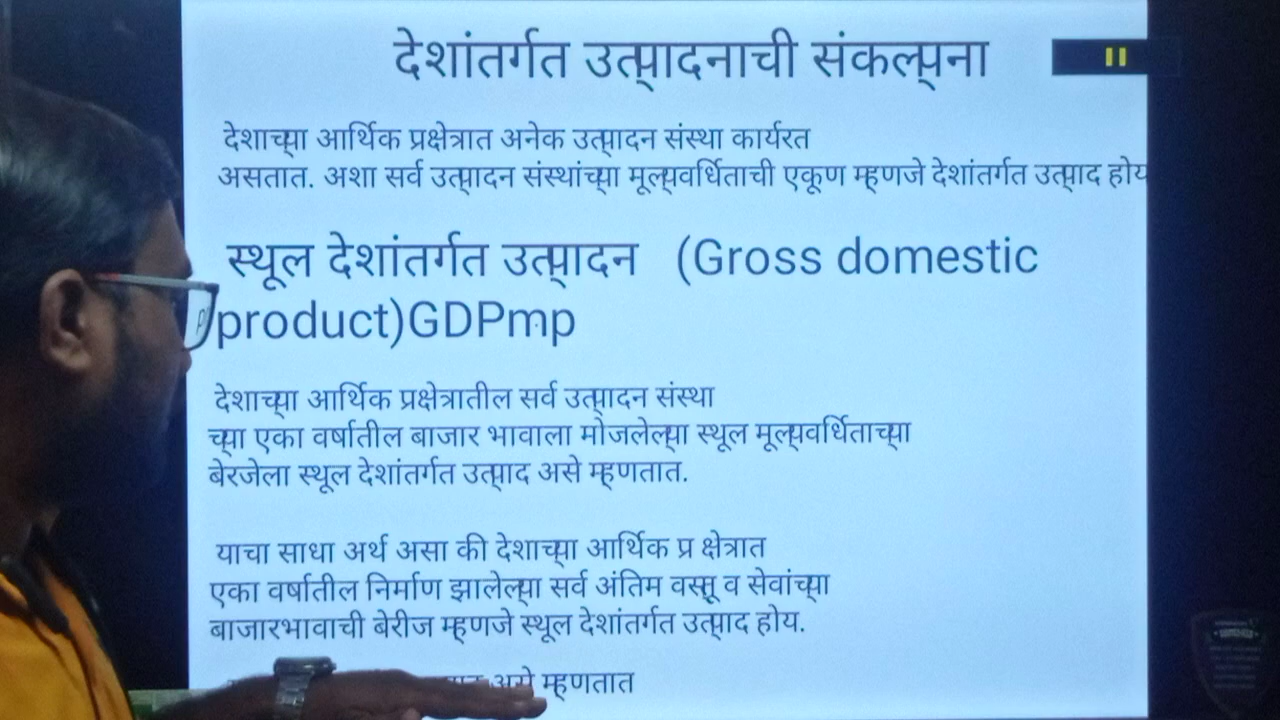 देशांतर्गत उत्पादनाची संकल्पना
देशाच्या आर्थिक प्रक्षेत्रात अनेक उत्पादन संस्था कार्यरत
असतात. अशा सर्व उत्पादन संस्थांच्या मूल्यवर्धिताची एकूण म्हणजे देशांतर्गत उत्पाद होय
स्थूल देशांतर्गत उत्पादन (Gross domestic
product)GDPmp
देशाच्या आर्थिक प्रक्षेत्रातील सर्व उत्पादन संस्था
च्या एका वर्षातील बाजार भावाला मोजलेल्या स्थूल मूल्यवर्धिताच्या
बेरजेला स्थूल देशांतर्गत उत्पाद असे म्हणतात.
याचा साधा अर्थ असा की देशाच्या आर्थिक प्र क्षेत्रात
एका वर्षातील निर्माण झालेल्या सर्व अंतिम वस्तू व सेवांच्या
बाजारभावाची बेरीज म्हणजे स्थूल देशांतर्गत उत्पाद होय.
असे म्हणतात